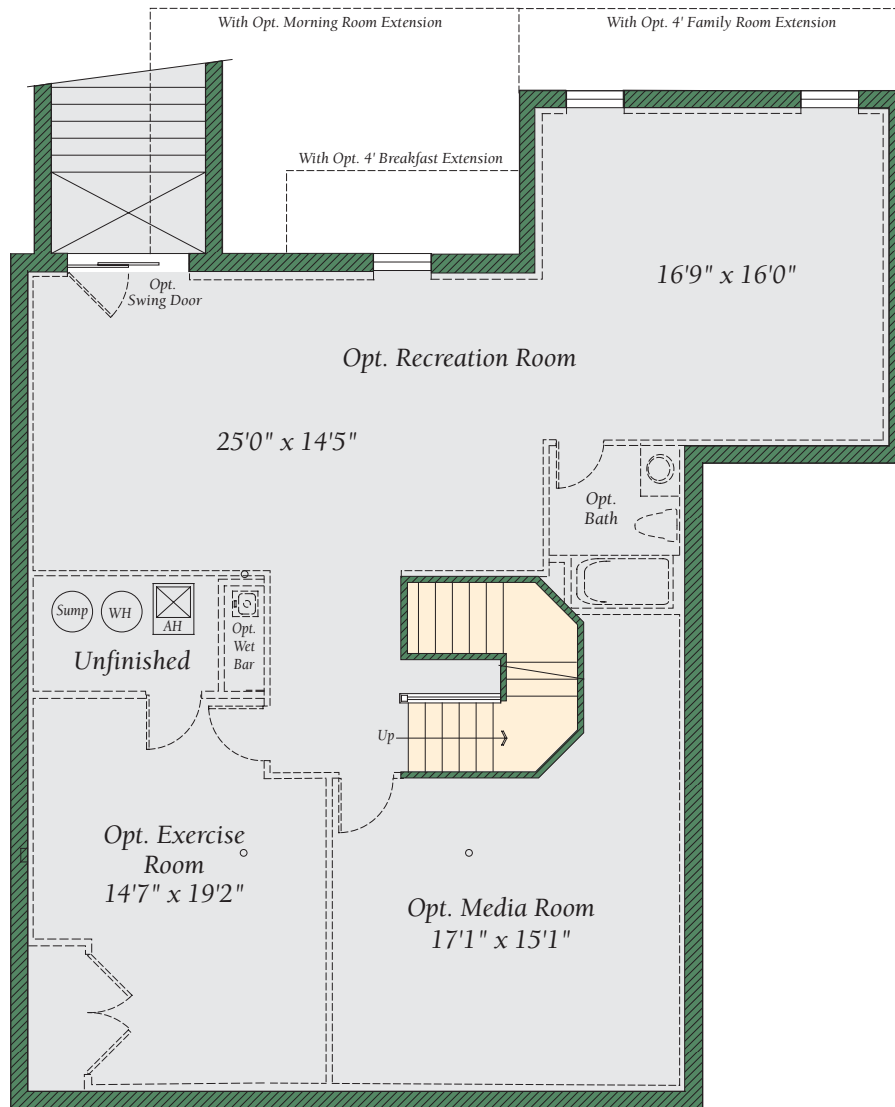 With Opt. Morning Room Extension
With Opt. 4' Family Room Extension
With Opt. 4' Breakfast Extension
Opt.
Swing Door
16'9" x 16'0"
Opt. Recreation Room
25'0" x 14'5"
Opt.
Bath
Sump
WH
AH
Opt.
Wet
Bar
Unfinished
Up
Opt. Exercise
Room
14'7" x 19'2"
Opt. Media Room
17'1" x 15'1"